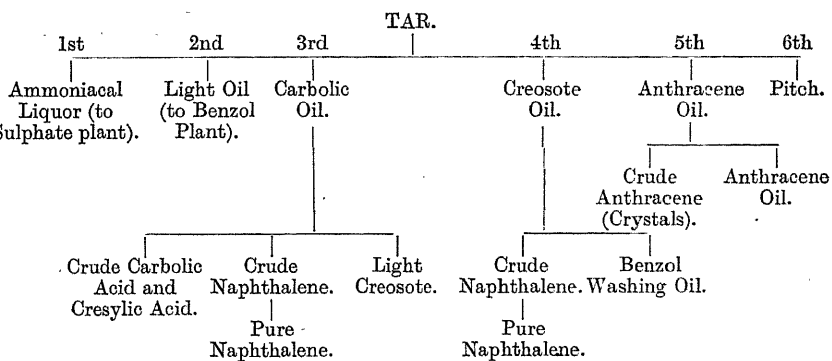 TAR.
1st 2nd 3rd 4th 5th 6th
Ammoniacal Light Oil Carbolic Creosote Anthracene Pitch.
Liquor (to (to Benzol Oil. Oil. Oil.
Sulphate plant). Plant).
Crude Anthracene
Anthracene Oil.
(Crystals).
Crude Carbolic Crude Light Crude Benzol
Acid and Naphthalene. Creosote. Naphthalene. Washing Oil.
Cresylic Acid.
Pure Pure
Naphthalene. Naphthalene.